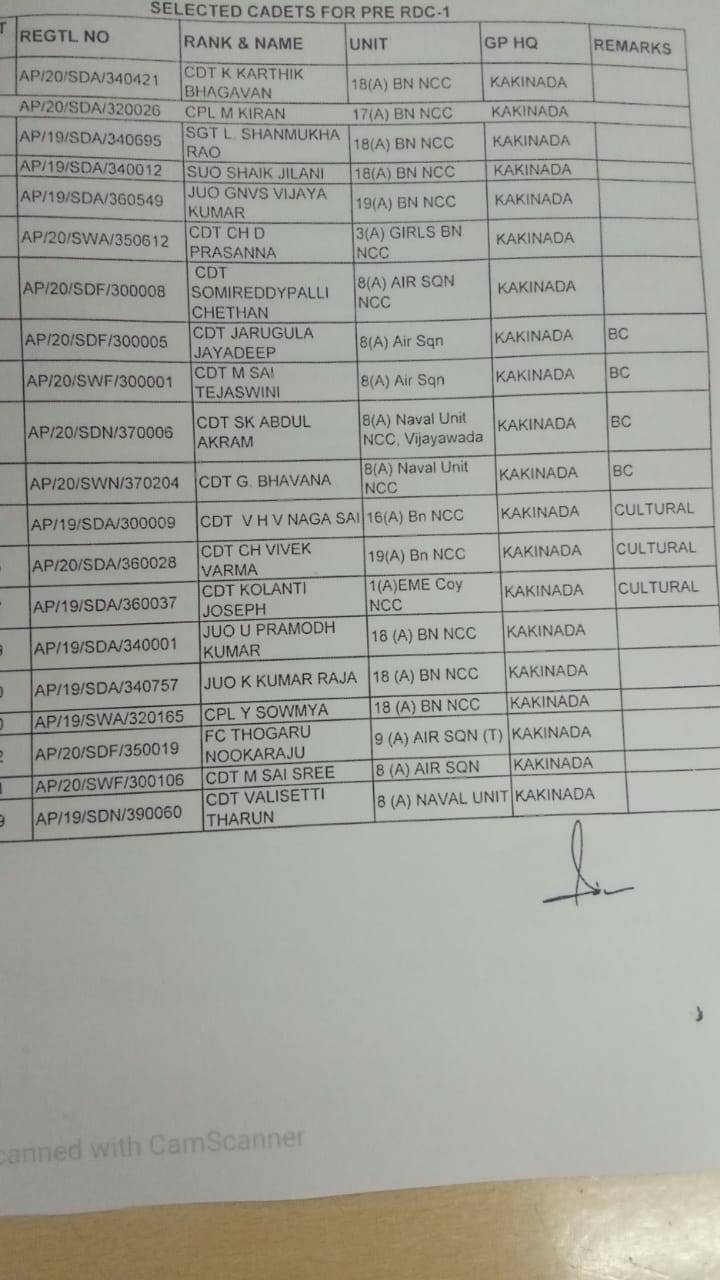 SELECTED CADETS FOR PRE RDC-1
T REGTL NO RANK & NAME UNIT GP HQ REMARKS
AP/20/SDA/340421 CDT K KARTHIK BHAGAVAN 18(A) BN NCC KAKINADA
AP/20/SDA/320026 CPL M KIRAN 17(A) BN NCC KAKINADA
AP/19/SDA/340695 SGT L. SHANMUKHA RAO 18(A) BN NCC KAKINADA
AP/19/SDA/340012 SUO SHAIK JILANI 18(A) BN NCC KAKINADA
AP/19/SDA/360549 JUO GNVS VIJAYA KUMAR 19(A) BN NCC KAKINADA
AP/20/SWA/350612 CDT CH D PRASANNA 3(A) GIRLS BN NCC KAKINADA
AP/20/SDF/300008 CDT SOMIREDDYPALLI CHETHAN 8(A) AIR SQN NCC KAKINADA
AP/20/SDF/300005 CDT JARUGULA JAYADEEP 8(A) Air Sqn KAKINADA BC
AP/20/SWF/300001 CDT M SAI TEJASWINI 8(A) Air Sqn KAKINADA BC
AP/20/SDN/370006 CDT SK ABDUL AKRAM 8(A) Naval Unit NCC, Vijayawada KAKINADA BC
AP/20/SWN/370204 CDT G. BHAVANA 8(A) Naval Unit NCC KAKINADA BC
AP/19/SDA/300009 CDT V H V NAGA SAI 16(A) Bn NCC KAKINADA CULTURAL
AP/20/SDA/360028 CDT CH VIVEK VARMA 19(A) Bn NCC KAKINADA CULTURAL
AP/19/SDA/360037 CDT KOLANTI JOSEPH 1(A)EME Coy NCC KAKINADA CULTURAL
AP/19/SDA/340001 JUO U PRAMODH KUMAR 18 (A) BN NCC KAKINADA
AP/19/SDA/340757 JUO K KUMAR RAJA 18 (A) BN NCC KAKINADA
AP/19/SWA/320165 CPL Y SOWMYA 18 (A) BN NCC KAKINADA
AP/20/SDF/350019 FC THOGARU NOOKARAJU 9 (A) AIR SQN (T) KAKINADA
AP/20/SWF/300106 CDT M SAI SREE 8 (A) AIR SQN KAKINADA
AP/19/SDN/390060 CDT VALISETTI THARUN 8 (A) NAVAL UNIT KAKINADA
canned with CamScanner